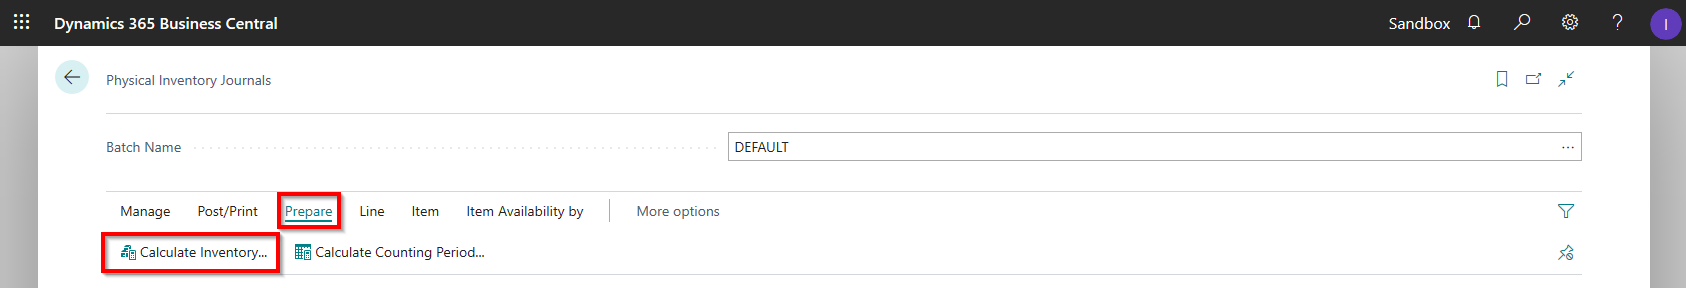 Dynamics 365 Business Central Sandbox ? I
Physical Inventory Journals
Batch Name DEFAULT ...
Manage Post/Print Prepare Line Item Item Availability by More options
Calculate Inventory... Calculate Counting Period...